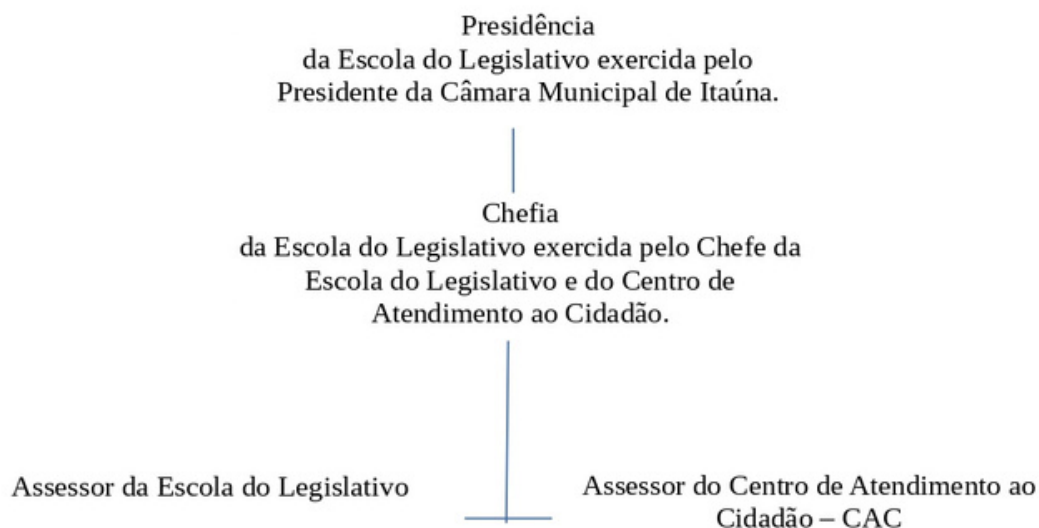 Presidência
da Escola do Legislativo exercida pelo
Presidente da Câmara Municipal de Itaúna.
Chefia
da Escola do Legislativo exercida pelo Chefe da
Escola do Legislativo e do Centro de
Atendimento ao Cidadão.
Assessor da Escola do Legislativo
Assessor do Centro de Atendimento ao
Cidadão – CAC